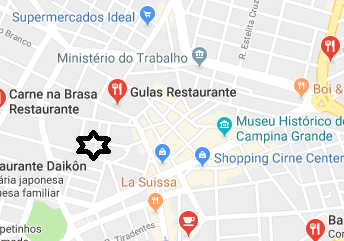 Supermercados Ideal
R. Estelita Cruz
o Branco
Ministério do Trabalho
Carne na Brasa
Restaurante
Gulas Restaurante
Boi &
Museu Histórico de
Campina Grande
aurante Daikôn
ária japonesa
nesa familiar
Shopping Cirne Center
La Suissa
petinhos
R. Tiradentes
Ba